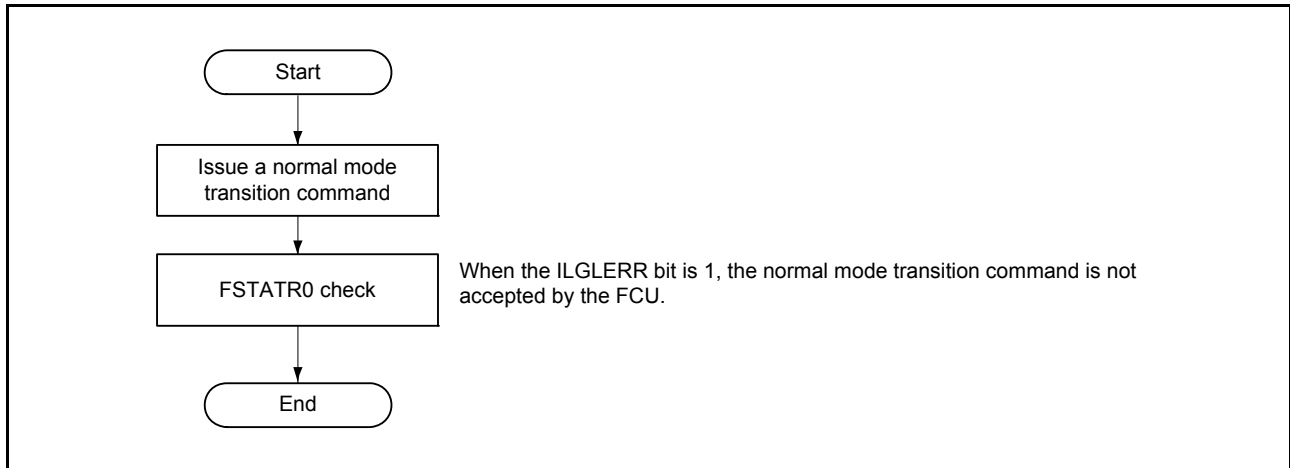 Start
Issue a normal mode
transition command
FSTATR0 check
When the ILGLERR bit is 1, the normal mode transition command is not
accepted by the FCU.
End